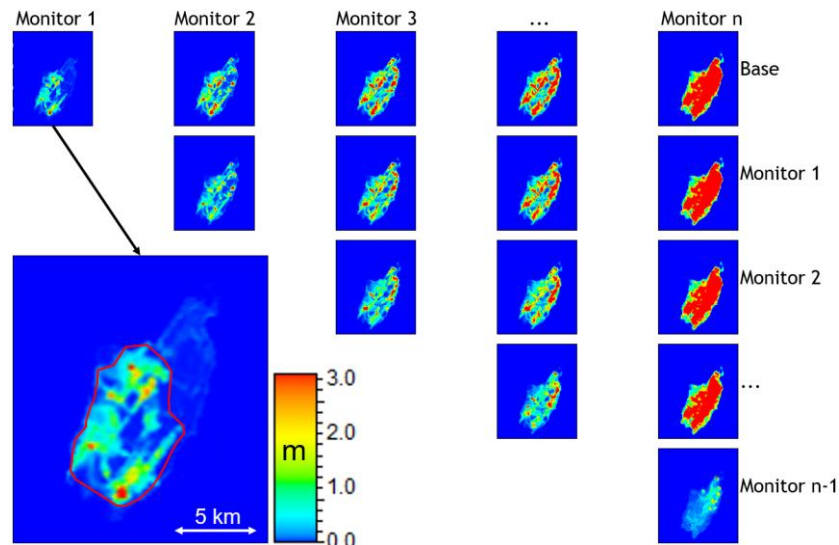 Monitor 1 Monitor 2 Monitor 3 ... Monitor n
Base
Monitor 1
Monitor 2
...
Monitor n-1
3.0
2.0
m
1.0
0.0
5 km